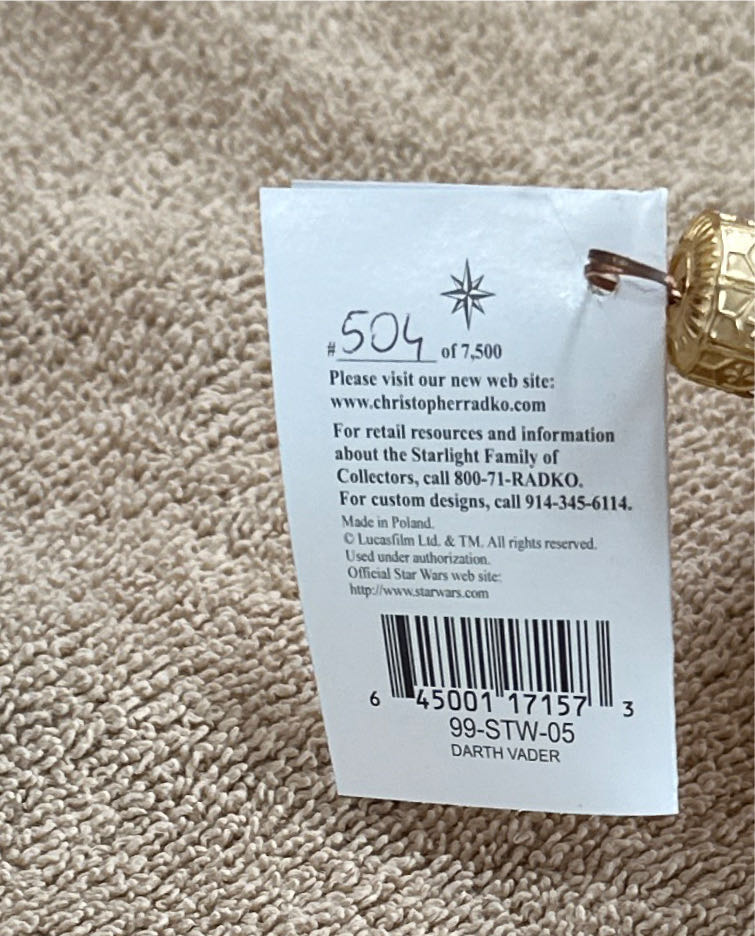 # 504 of 7,500
Please visit our new web site:
www.christopherradko.com
For retail resources and information
about the Starlight Family of
Collectors, call 800-71-RADKO.
For custom designs, call 914-345-6114.
Made in Poland.
© Lucasfilm Ltd. & TM. All rights reserved.
Used under authorization.
Official Star Wars web site:
http://www.starwars.com
6 45001 17157 3
99-STW-05
DARTH VADER